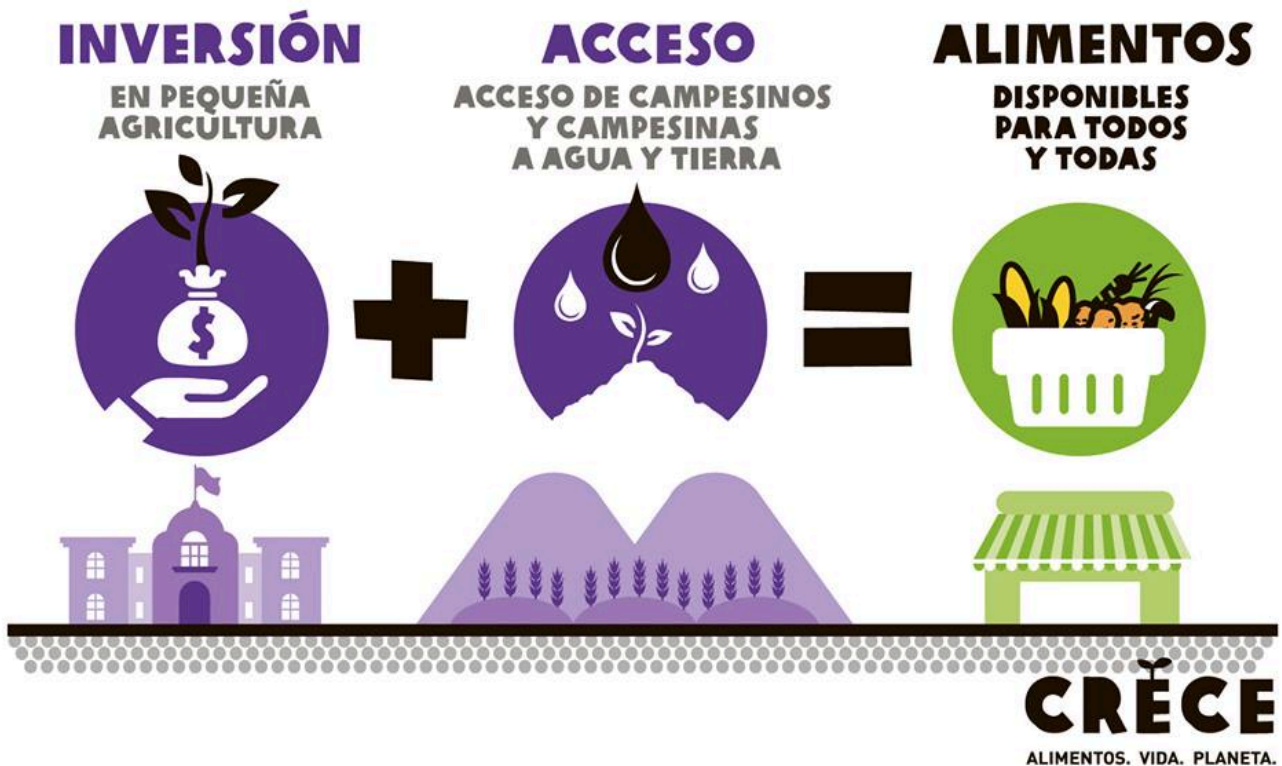 INVERSIÓN
EN PEQUEÑA
AGRICULTURA
ACCESO
ACCESO DE CAMPESINOS
Y CAMPESINAS
A AGUA Y TIERRA
ALIMENTOS
DISPONIBLES
PARA TODOS
Y TODAS
$
+
=
CRECE
ALIMENTOS. VIDA. PLANETA.